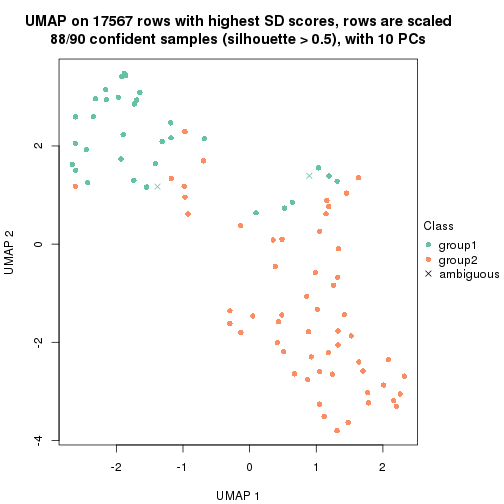 UMAP on 17567 rows with highest SD scores, rows are scaled
88/90 confident samples (silhouette > 0.5), with 10 PCs
2
0
-2
-4
UMAP 2
-2
-1
0
1
2
UMAP 1
Class
group1
group2
ambiguous